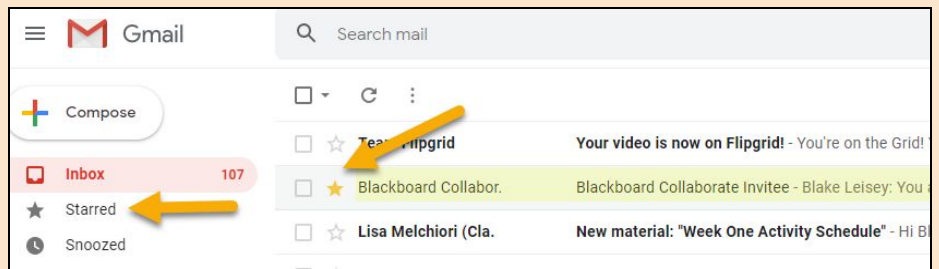 Gmail
Search mail
Compose
Inbox 107
Starred
Snoozed
Team Flipgrid Your video is now on Flipgrid! - You're on the Grid!
Blackboard Collabor. Blackboard Collaborate Invitee - Blake Leisey: You
Lisa Melchiori (Cla. New material: "Week One Activity Schedule" - Hi Bl